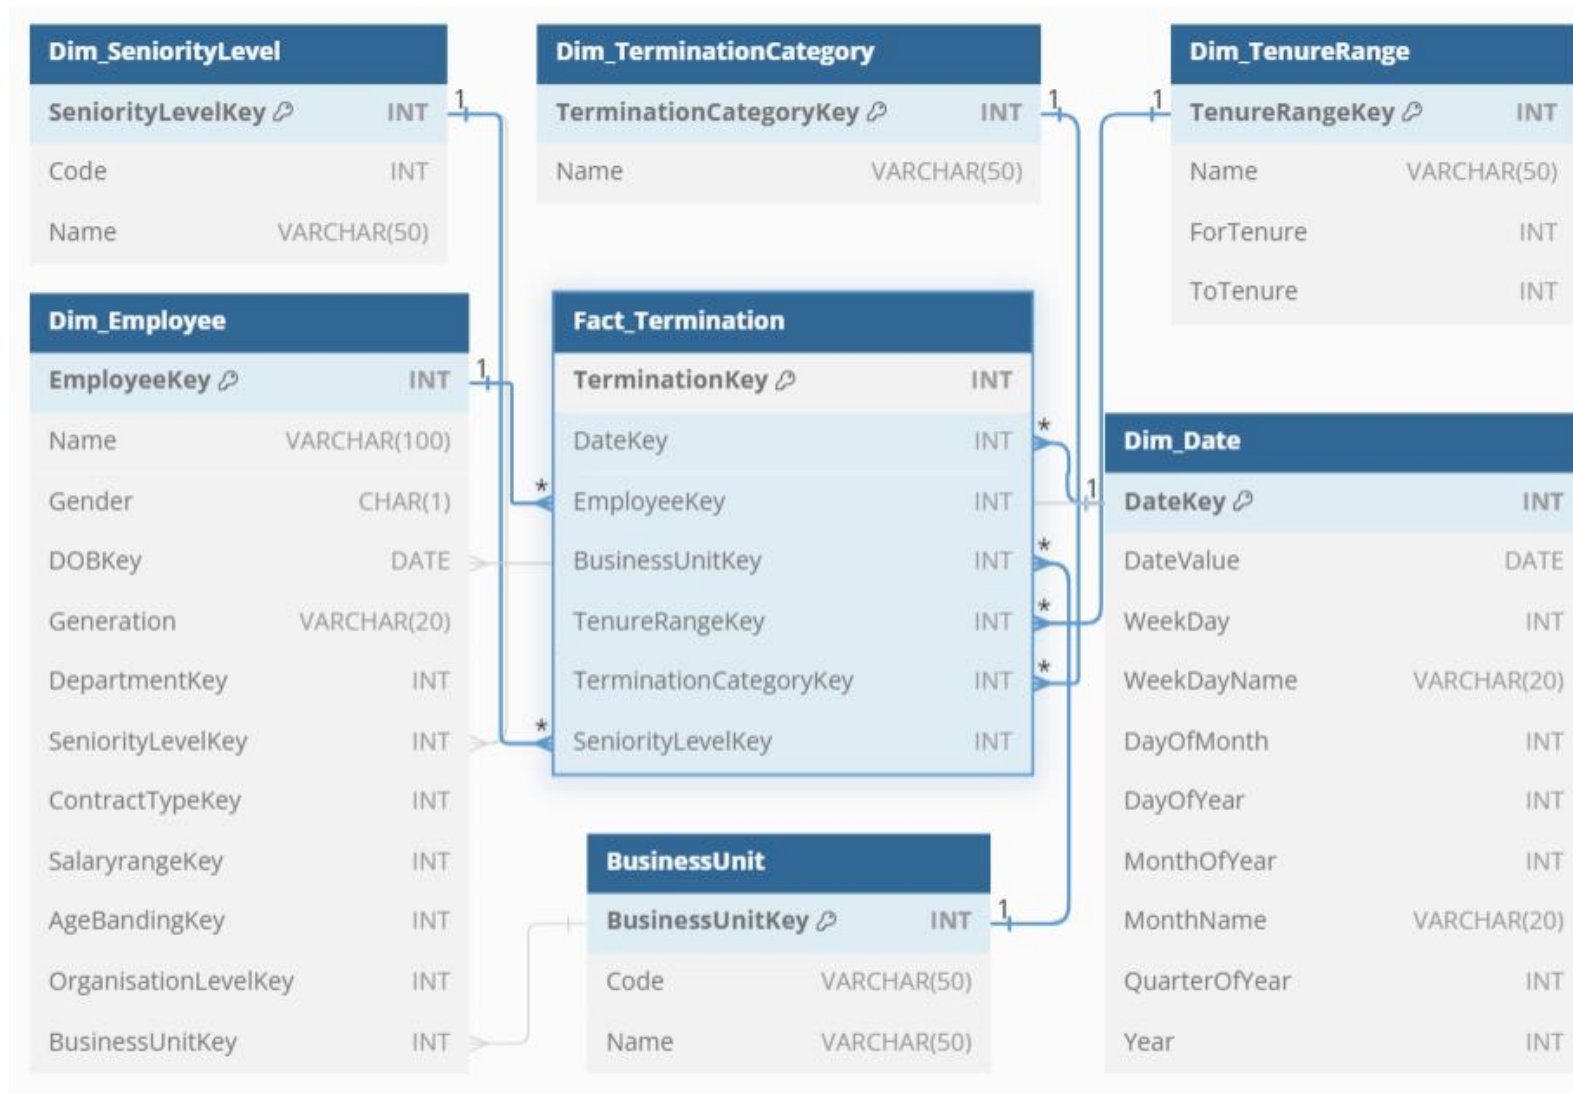 Dim_SeniorityLevel
SeniorityLevelKey INT
Code INT
Name VARCHAR(50)
1
Dim_TerminationCategory
TerminationCategoryKey INT
Name VARCHAR(50)
1
Dim_TenureRange
1
TenureRangeKey INT
Name VARCHAR(50)
ForTenure INT
ToTenure INT
Dim_Employee
EmployeeKey INT
1
Name VARCHAR(100)
Gender CHAR(1)
DOBKey DATE
Generation VARCHAR(20)
DepartmentKey INT
SeniorityLevelKey INT
ContractTypeKey INT
SalaryrangeKey INT
AgeBandingKey INT
OrganisationLevelKey INT
BusinessUnitKey INT
Fact_Termination
TerminationKey INT
DateKey INT *
* EmployeeKey INT
BusinessUnitKey INT *
TenureRangeKey INT *
TerminationCategoryKey INT *
* SeniorityLevelKey INT
BusinessUnit
BusinessUnitKey INT 1
Code VARCHAR(50)
Name VARCHAR(50)
Dim_Date
1 DateKey INT
DateValue DATE
WeekDay INT
WeekDayName VARCHAR(20)
DayOfMonth INT
DayOfYear INT
MonthOfYear INT
MonthName VARCHAR(20)
QuarterOfYear INT
Year INT